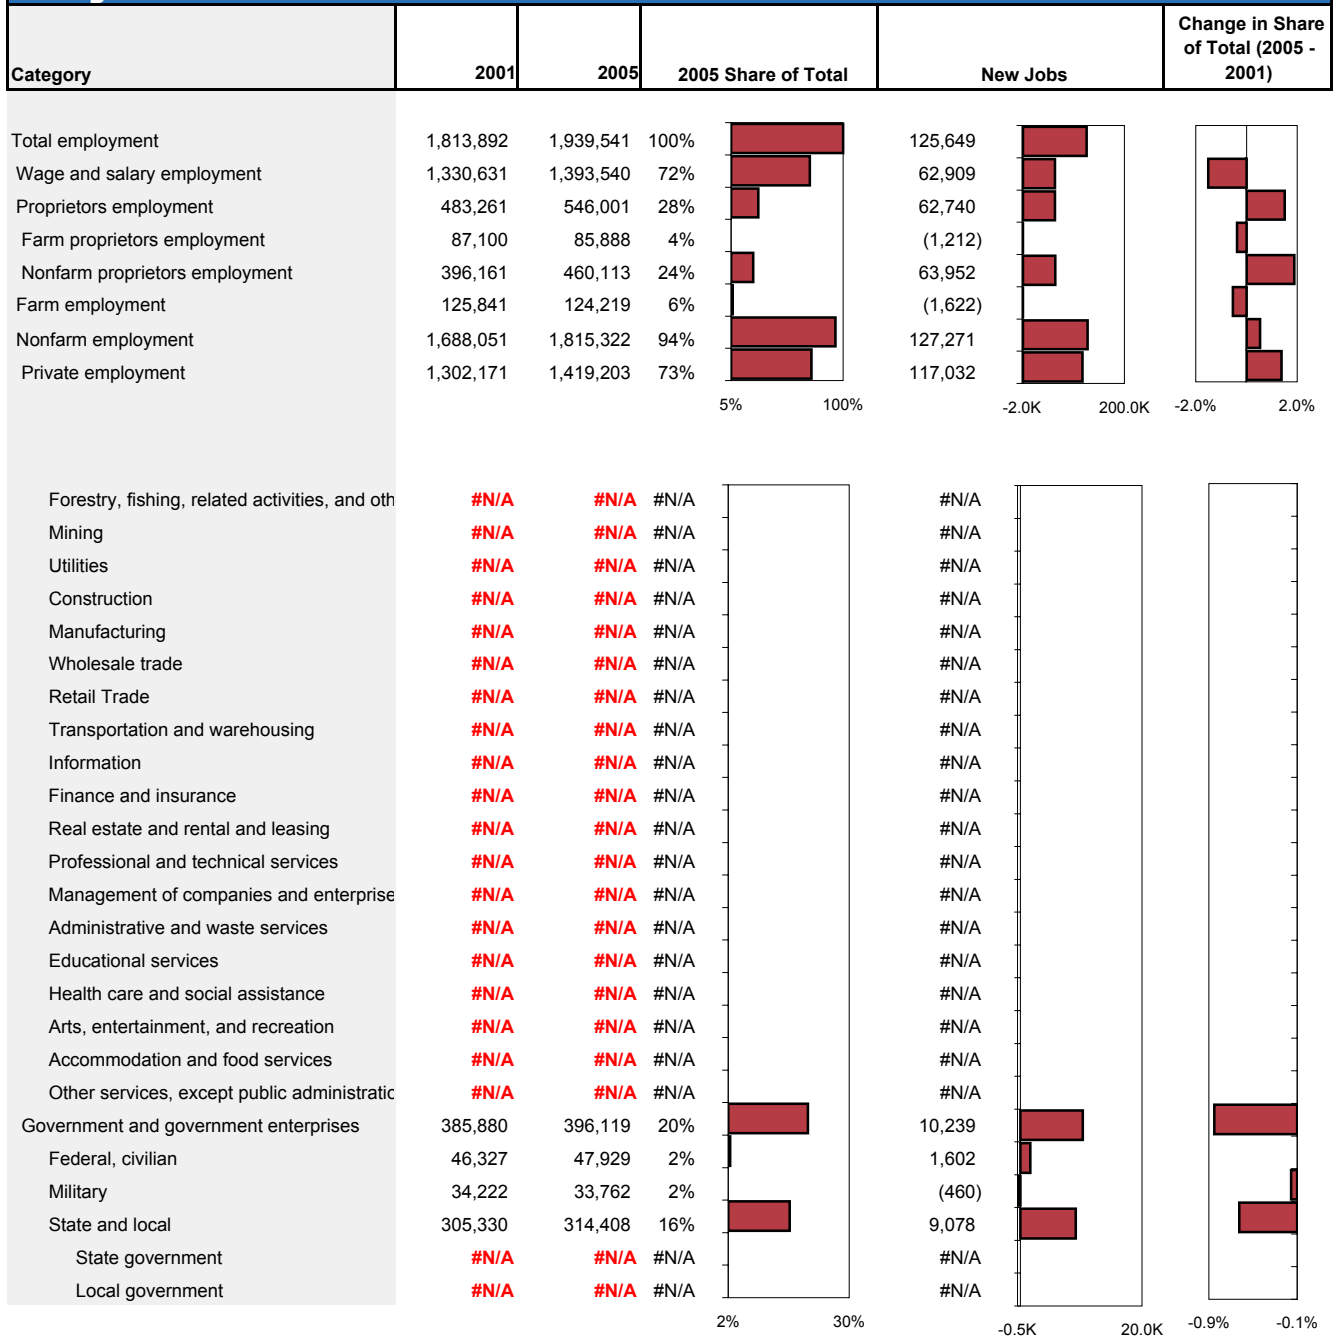 Change in Share
of Total (2005 -
Category 2001 2005 2005 Share of Total New Jobs 2001)
Total employment 1,813,892 1,939,541 100% 125,649
Wage and salary employment 1,330,631 1,393,540 72% 62,909
Proprietors employment 483,261 546,001 28% 62,740
Farm proprietors employment 87,100 85,888 4% (1,212)
Nonfarm proprietors employment 396,161 460,113 24% 63,952
Farm employment 125,841 124,219 6% (1,622)
Nonfarm employment 1,688,051 1,815,322 94% 127,271
Private employment 1,302,171 1,419,203 73% 117,032
5% 100% -2.0K 200.0K -2.0% 2.0%
Forestry, fishing, related activities, and oth #N/A #N/A #N/A #N/A
Mining #N/A #N/A #N/A #N/A
Utilities #N/A #N/A #N/A #N/A
Construction #N/A #N/A #N/A #N/A
Manufacturing #N/A #N/A #N/A #N/A
Wholesale trade #N/A #N/A #N/A #N/A
Retail Trade #N/A #N/A #N/A #N/A
Transportation and warehousing #N/A #N/A #N/A #N/A
Information #N/A #N/A #N/A #N/A
Finance and insurance #N/A #N/A #N/A #N/A
Real estate and rental and leasing #N/A #N/A #N/A #N/A
Professional and technical services #N/A #N/A #N/A #N/A
Management of companies and enterprise #N/A #N/A #N/A #N/A
Administrative and waste services #N/A #N/A #N/A #N/A
Educational services #N/A #N/A #N/A #N/A
Health care and social assistance #N/A #N/A #N/A #N/A
Arts, entertainment, and recreation #N/A #N/A #N/A #N/A
Accommodation and food services #N/A #N/A #N/A #N/A
Other services, except public administratio #N/A #N/A #N/A #N/A
Government and government enterprises 385,880 396,119 20% 10,239
Federal, civilian 46,327 47,929 2% 1,602
Military 34,222 33,762 2% (460)
State and local 305,330 314,408 16% 9,078
State government #N/A #N/A #N/A #N/A
Local government #N/A #N/A #N/A #N/A
2% 30% -0.5K 20.0K -0.9% -0.1%